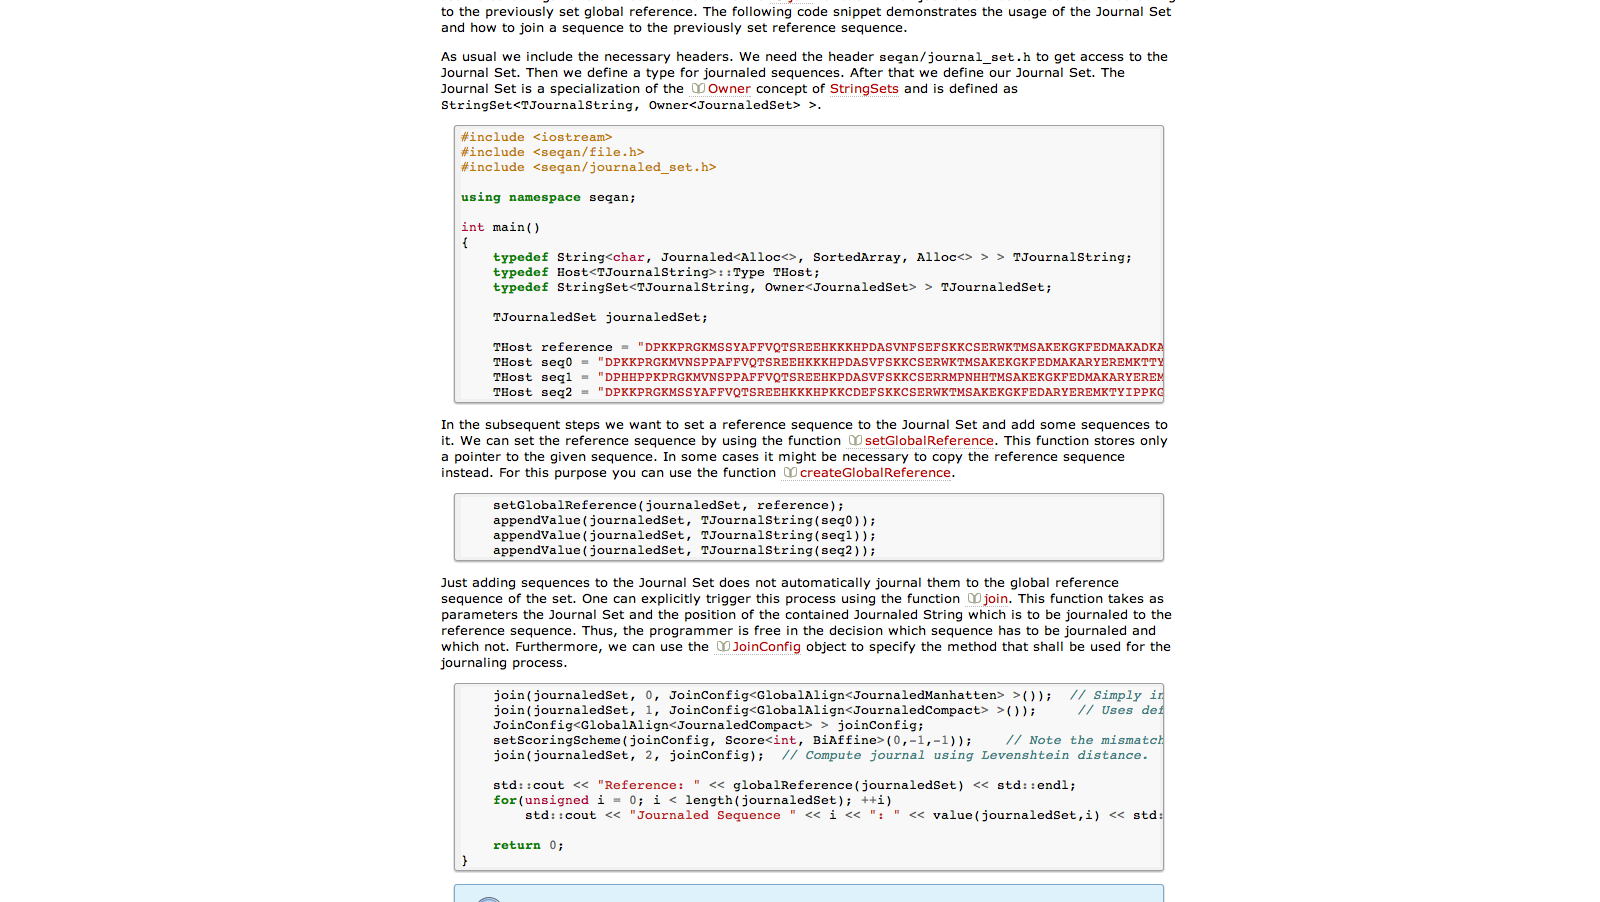 to the previously set global reference. The following code snippet demonstrates the usage of the Journal Set
and how to join a sequence to the previously set reference sequence.
As usual we include the necessary headers. We need the header seqan/journal_set.h to get access to the
Journal Set. Then we define a type for journaled sequences. After that we define our Journal Set. The
Journal Set is a specialization of the Owner concept of StringSets and is defined as
StringSet<TJournalString, Owner<JournaledSet> >.
#include <iostream>
#include <seqan/file.h>
#include <seqan/journaled_set.h>
using namespace seqan;
int main()
{
typedef String<char, Journaled<Alloc<>, SortedArray, Alloc<> > > TJournalString;
typedef Host<TJournalString>::Type THost;
typedef StringSet<TJournalString, Owner<JournaledSet> > TJournaledSet;
TJournaledSet journaledSet;
THost reference = "DPKKPRGKMSSYAFFVQTSREEHKKKHPDASVNFSEFSKKCSERWKTMSAKEKGKFEDMAKADKA
THost seq0 = "DPKKPRGKMVNSPPAFFVQTSREEHKKKHPDASVFSKKCSERWKTMSAKEKGKFEDMAKARYEREMKTTY
THost seq1 = "DPHHPPKPRGKMVNSPPAFFVQTSREEHKPDASVFSKKCSERRMPNHHTMSAKEKGKFEDMAKARYEREM
THost seq2 = "DPKKPRGKMSSYAFFVQTSREEHKKKHPKKCDEFSKKCSERWKTMSAKEKGKFEDARYEREMKTYIPPKG
In the subsequent steps we want to set a reference sequence to the Journal Set and add some sequences to
it. We can set the reference sequence by using the function setGlobalReference. This function stores only
a pointer to the given sequence. In some cases it might be necessary to copy the reference sequence
instead. For this purpose you can use the function createGlobalReference.
setGlobalReference(journaledSet, reference);
appendValue(journaledSet, TJournalString(seq0));
appendValue(journaledSet, TJournalString(seq1));
appendValue(journaledSet, TJournalString(seq2));
Just adding sequences to the Journal Set does not automatically journal them to the global reference
sequence of the set. One can explicitly trigger this process using the function join. This function takes as
parameters the Journal Set and the position of the contained Journaled String which is to be journaled to the
reference sequence. Thus, the programmer is free in the decision which sequence has to be journaled and
which not. Furthermore, we can use the JoinConfig object to specify the method that shall be used for the
journaling process.
join(journaledSet, 0, JoinConfig<GlobalAlign<JournaledManhatten> >()); // Simply in
join(journaledSet, 1, JoinConfig<GlobalAlign<JournaledCompact> >()); // Uses def
JoinConfig<GlobalAlign<JournaledCompact> > joinConfig;
setScoringScheme(joinConfig, Score<int, BiAffine>(0,-1,-1)); // Note the mismatch
join(journaledSet, 2, joinConfig); // Compute journal using Levenshtein distance.
std::cout << "Reference: " << globalReference(journaledSet) << std::endl;
for(unsigned i = 0; i < length(journaledSet); ++i)
std::cout << "Journaled Sequence " << i << ": " << value(journaledSet,i) << std:
return 0;
}